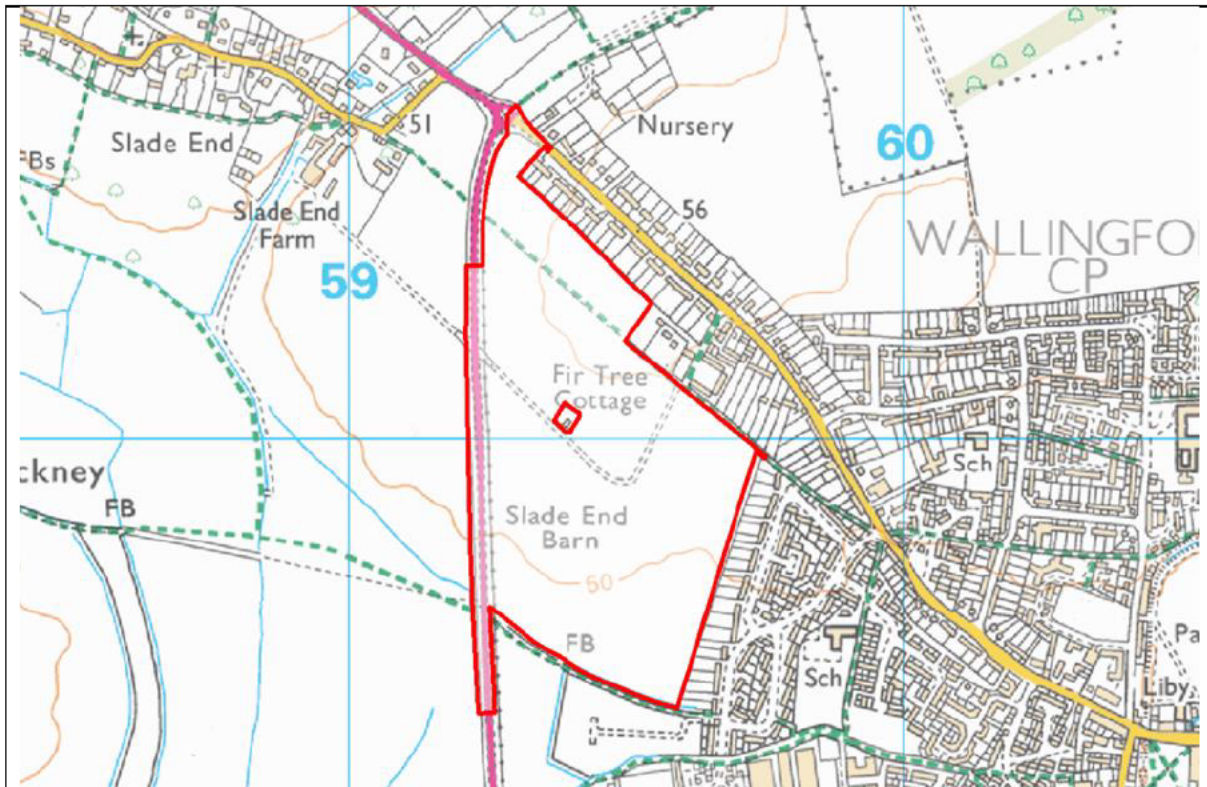 51
Slade End
Nursery
60
FBs
Slade End
Farm
56
WALLINGFO
CP
59
Fir Tree
Cottage
Sch
ckney
FB
Slade End
Barn
50
FB
Sch
Pa
Liby